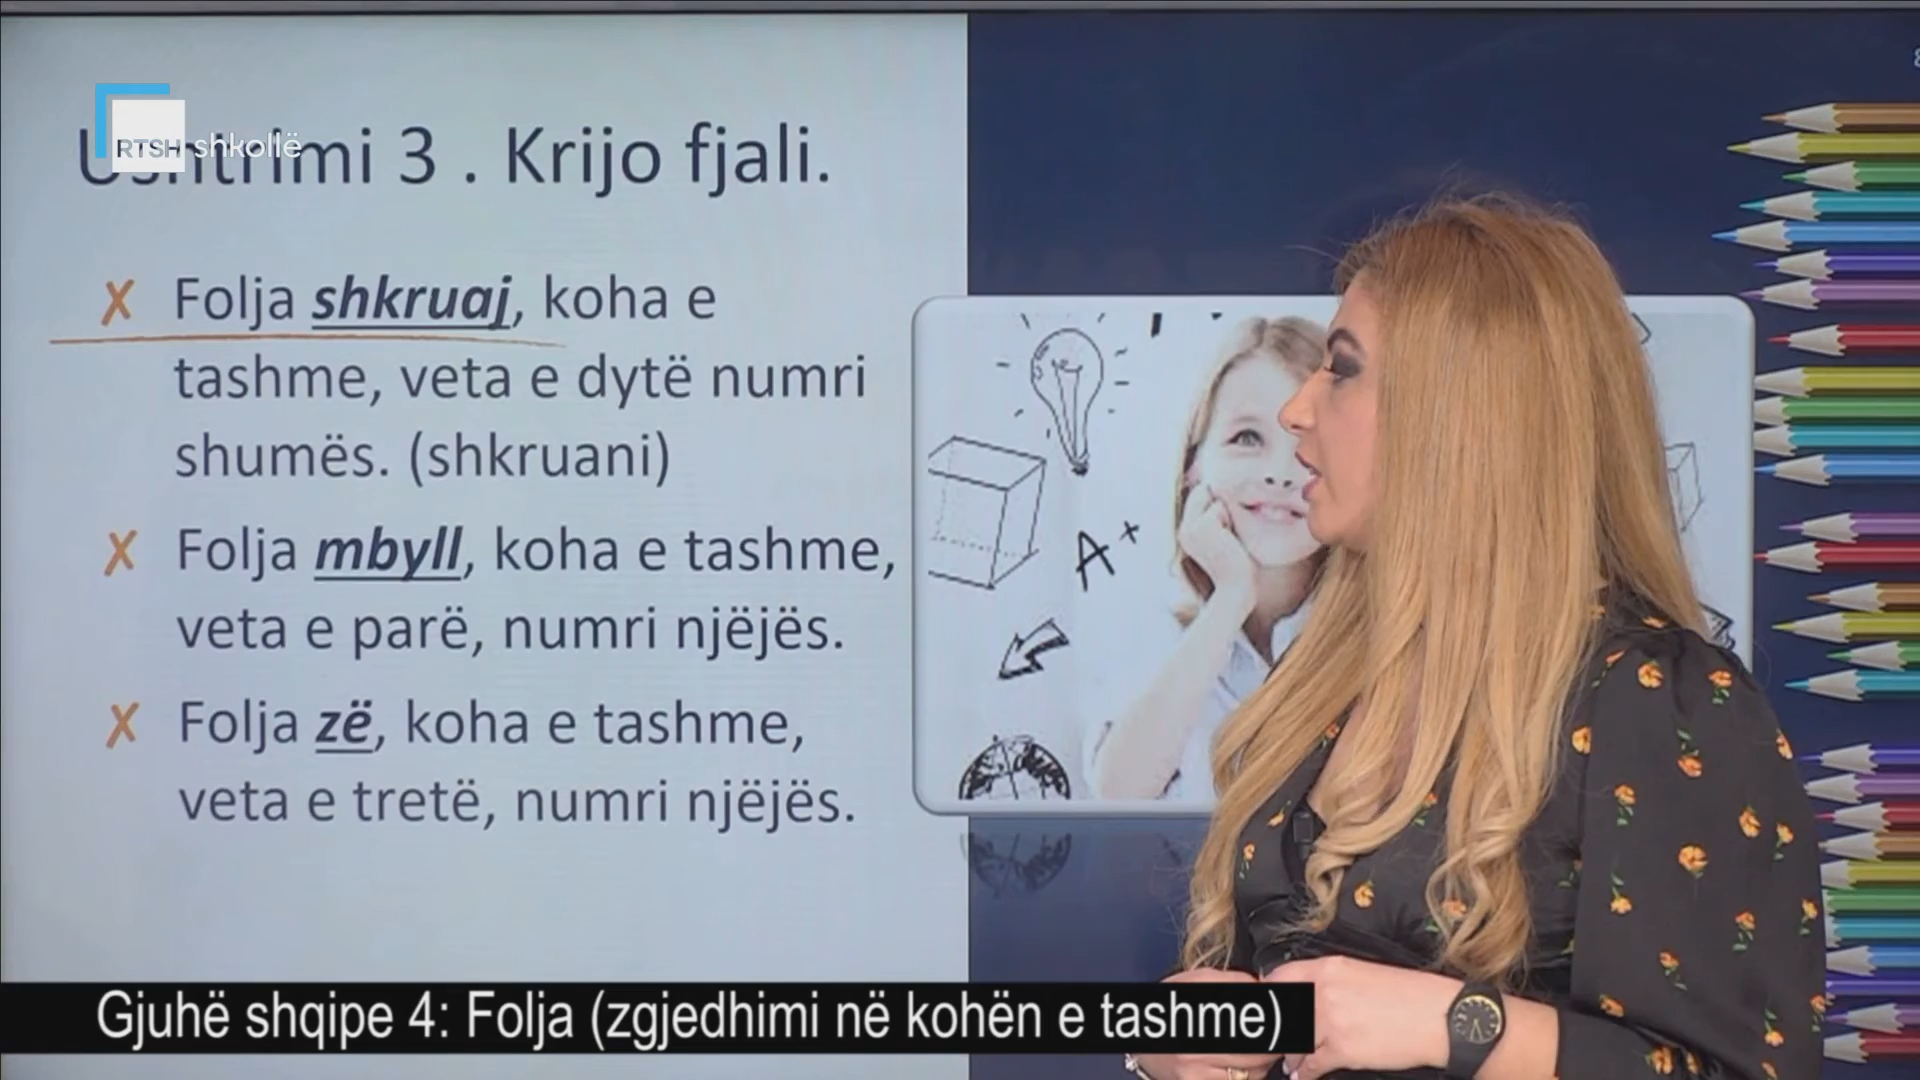 RTSH shkollë
Ushtrimi 3 . Krijo fjali.
✗ Folja shkruaj, koha e
tashme, veta e dytë numri
shumës. (shkruani)
✗ Folja mbyll, koha e tashme,
veta e parë, numri njëjës.
✗ Folja zë, koha e tashme,
veta e tretë, numri njëjës.
A+
Gjuhë shqipe 4: Folja (zgjedhimi në kohën e tashme)